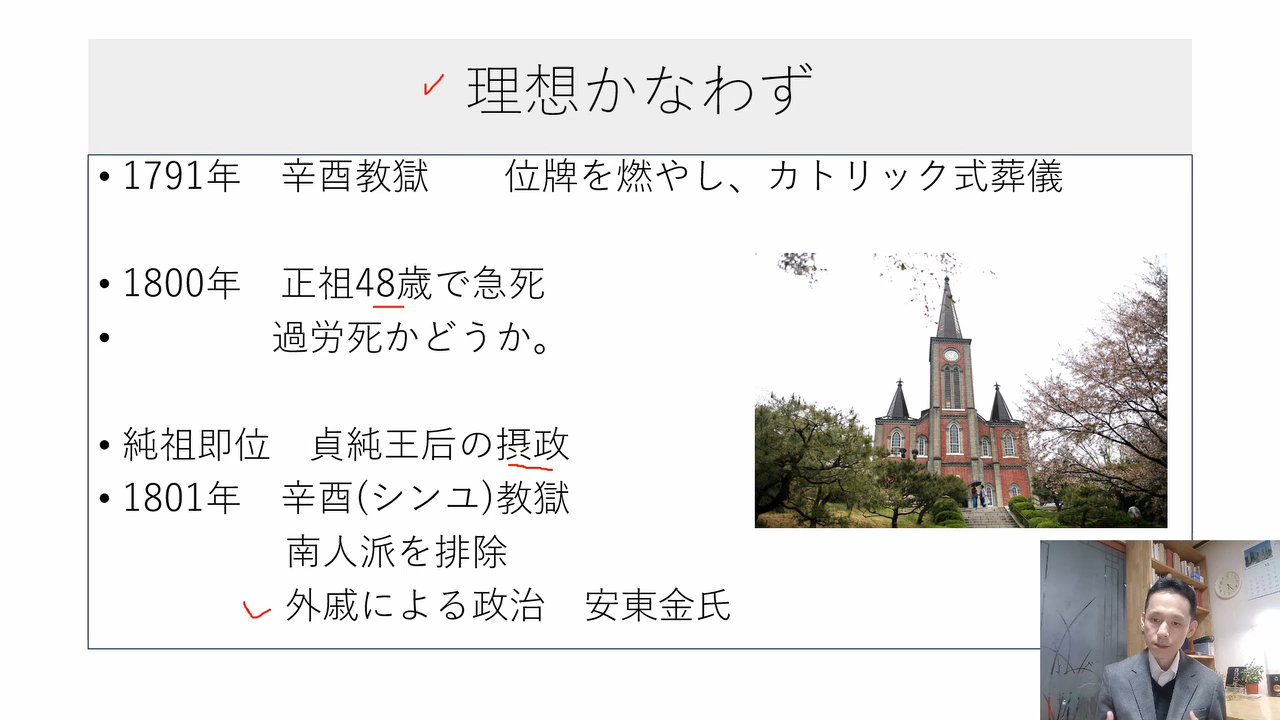 理想かなわず
• 1791年 辛酉教獄 位牌を燃やし、カトリック式葬儀
• 1800年 正祖48歳で急死
• 過労死かどうか。
• 純祖即位 貞純王后の摂政
• 1801年 辛酉(シンユ)教獄
南人派を排除
外戚による政治 安東金氏